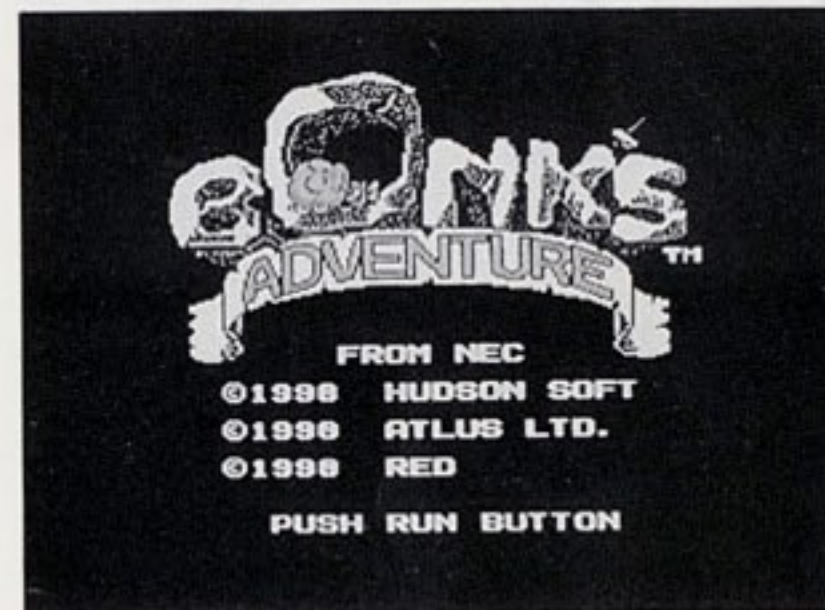 BONK'S
ADVENTURE
TM
FROM NEC
©1990 HUDSON SOFT
©1990 ATLUS LTD.
©1990 RED
PUSH RUN BUTTON